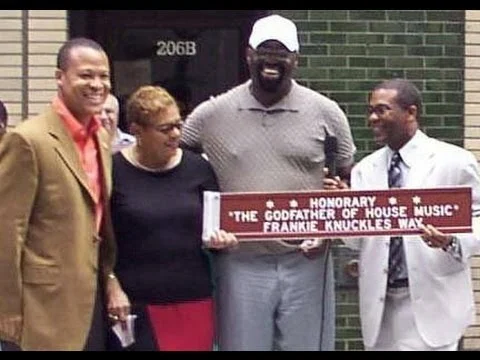 206B
HONORARY
"THE GODFATHER OF HOUSE MUSIC"
FRANKIE KNUCKLES WAY